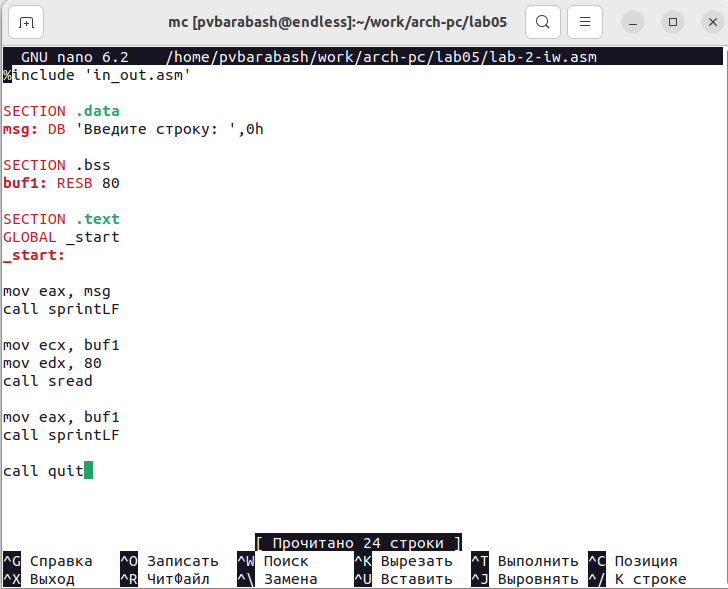 mc [pvbarabash@endless]:~/work/arch-pc/lab05
GNU nano 6.2    /home/pvbarabash/work/arch-pc/lab05/lab-2-iw.asm
%include 'in_out.asm'
SECTION .data
msg: DB 'Введите строку: ',0h
SECTION .bss
buf1: RESB 80
SECTION .text
GLOBAL _start
_start:
mov eax, msg
call sprintLF
mov ecx, buf1
mov edx, 80
call sread
mov eax, buf1
call sprintLF
call quit
[ Прочитано 24 строки ]
^G Справка ^O Записать ^W Поиск ^K Вырезать ^T Выполнить ^C Позиция
^X Выход ^R ЧитФайл ^\ Замена ^U Вставить ^J Выровнять ^/ К строке